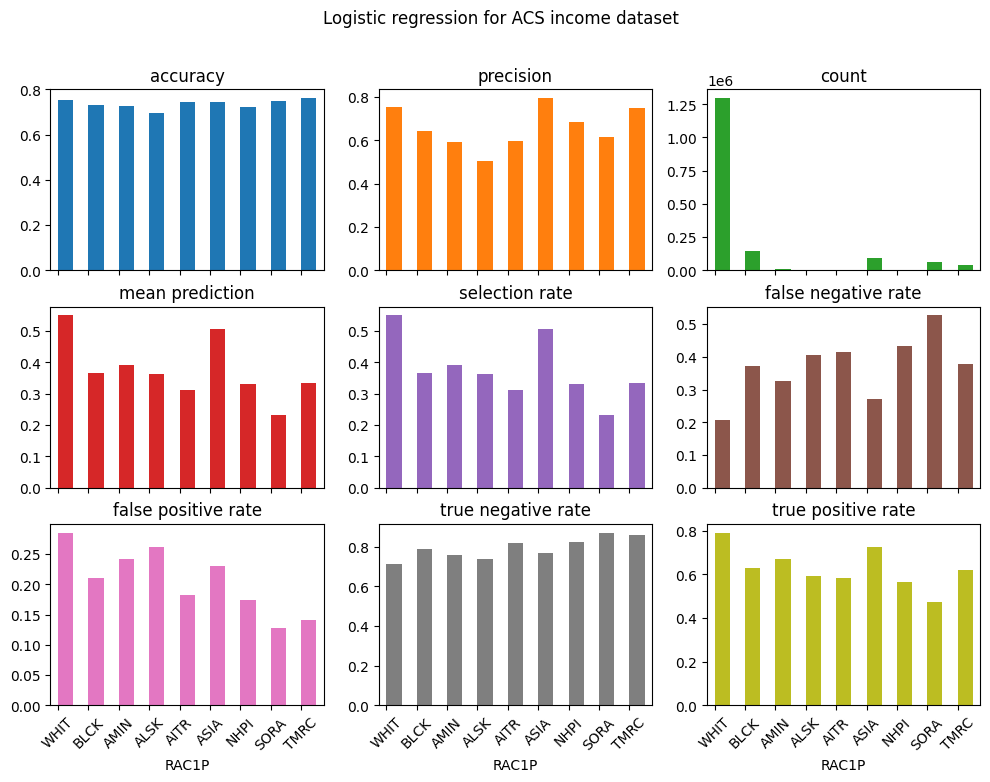 Logistic regression for ACS income dataset
accuracy
0.8
0.6
0.4
0.2
0.0
precision
0.8
0.6
0.4
0.2
0.0
count
1e6
1.25
1.00
0.75
0.50
0.25
0.00
mean prediction
0.5
0.4
0.3
0.2
0.1
0.0
selection rate
0.5
0.4
0.3
0.2
0.1
0.0
false negative rate
0.5
0.4
0.3
0.2
0.1
0.0
false positive rate
0.25
0.20
0.15
0.10
0.05
0.00
WHIT BLCK AMIN ALSK AITR ASIA NHPI SORA TMRC
RAC1P
true negative rate
0.8
0.6
0.4
0.2
0.0
WHIT BLCK AMIN ALSK AITR ASIA NHPI SORA TMRC
RAC1P
true positive rate
0.8
0.6
0.4
0.2
0.0
WHIT BLCK AMIN ALSK AITR ASIA NHPI SORA TMRC
RAC1P